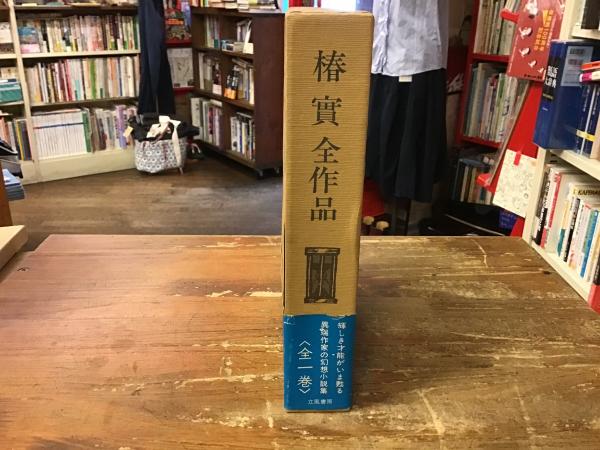 椿實全作品
輝しき才能がいま甦る
異端作家の幻想小説集
〈全一巻〉
立風書房